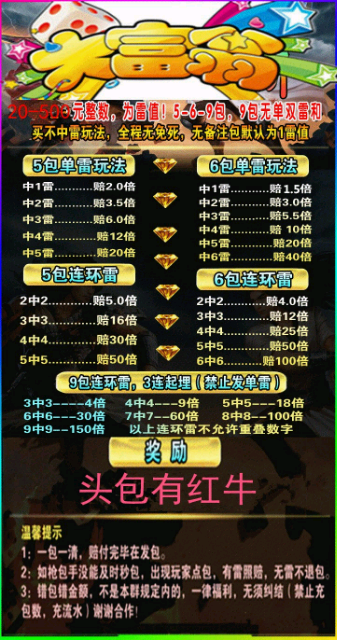 大富翁
20-500元整数，为雷值！5-6-9包，9包无单双雷和
买不中雷玩法，全程无免死，无备注包默认为1雷值
5包单雷玩法
中1雷............赔2.0倍
中2雷............赔3.5倍
中3雷............赔6.0倍
中4雷............赔12倍
中5雷............赔20倍
6包单雷玩法
中1雷............赔1.5倍
中2雷............赔3.0倍
中3雷............赔5.5倍
中4雷............赔 10倍
中5雷............赔20倍
中6雷............赔40倍
5包连环雷
2中2............赔5.0倍
3中3............赔16倍
4中4............赔30倍
5中5............赔50倍
6包连环雷
2中2............赔4.0倍
3中3............赔12倍
4中4............赔25倍
5中5............赔50倍
6中6............赔100倍
9包连环雷，3连起埋（禁止发单雷）
3中3----4倍 4中4---9倍 5中5---18倍
6中6---30倍 7中7--60倍 8中8--100倍
9中9--150倍 以上连环雷不允许重叠数字
奖励
头包有红牛
温馨提示
1：一包一清，赔付完毕在发包。
2：如枪包手没能及时秒包，出现玩家点包，有雷照赔，无雷不退包。
3：错包错金额，不是本群规定内的，一律福利，无须纠结（禁止充
包数，充流水）谢谢合作！